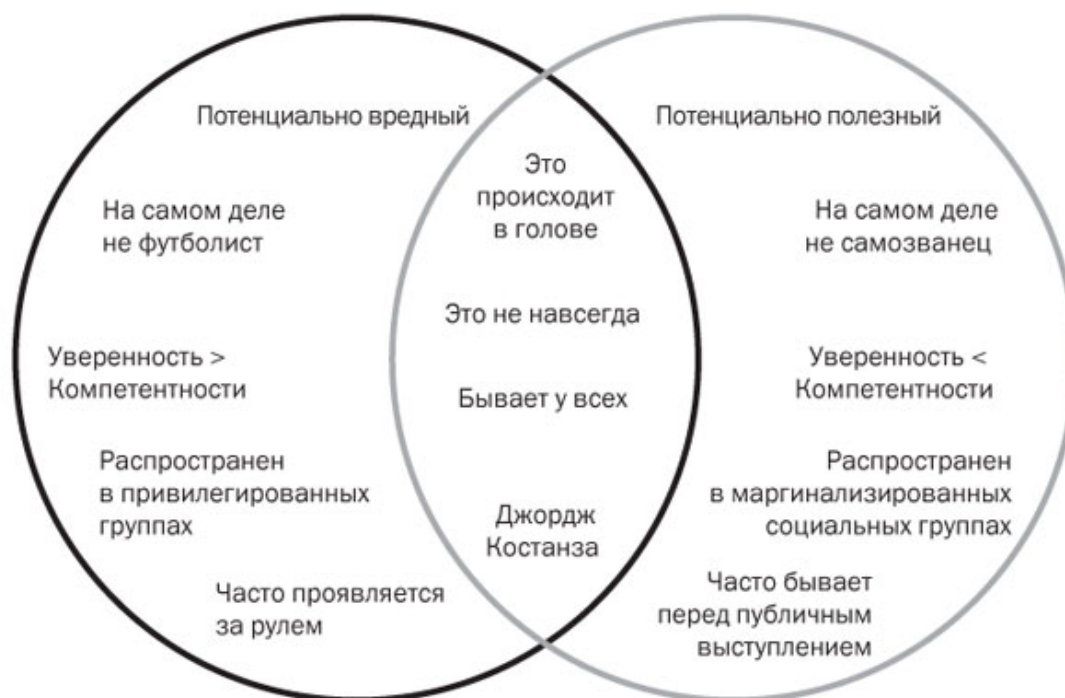 Потенциально вредный
На самом деле
не футболист
Уверенность >
Компетентности
Распространен
в привилегированных
группах
Часто проявляется
за рулем
Это
происходит
в голове
Это не навсегда
Бывает у всех
Джордж
Костанза
Потенциально полезный
На самом деле
не самозванец
Уверенность <
Компетентности
Распространен
в маргинализированных
социальных группах
Часто бывает
перед публичным
выступлением